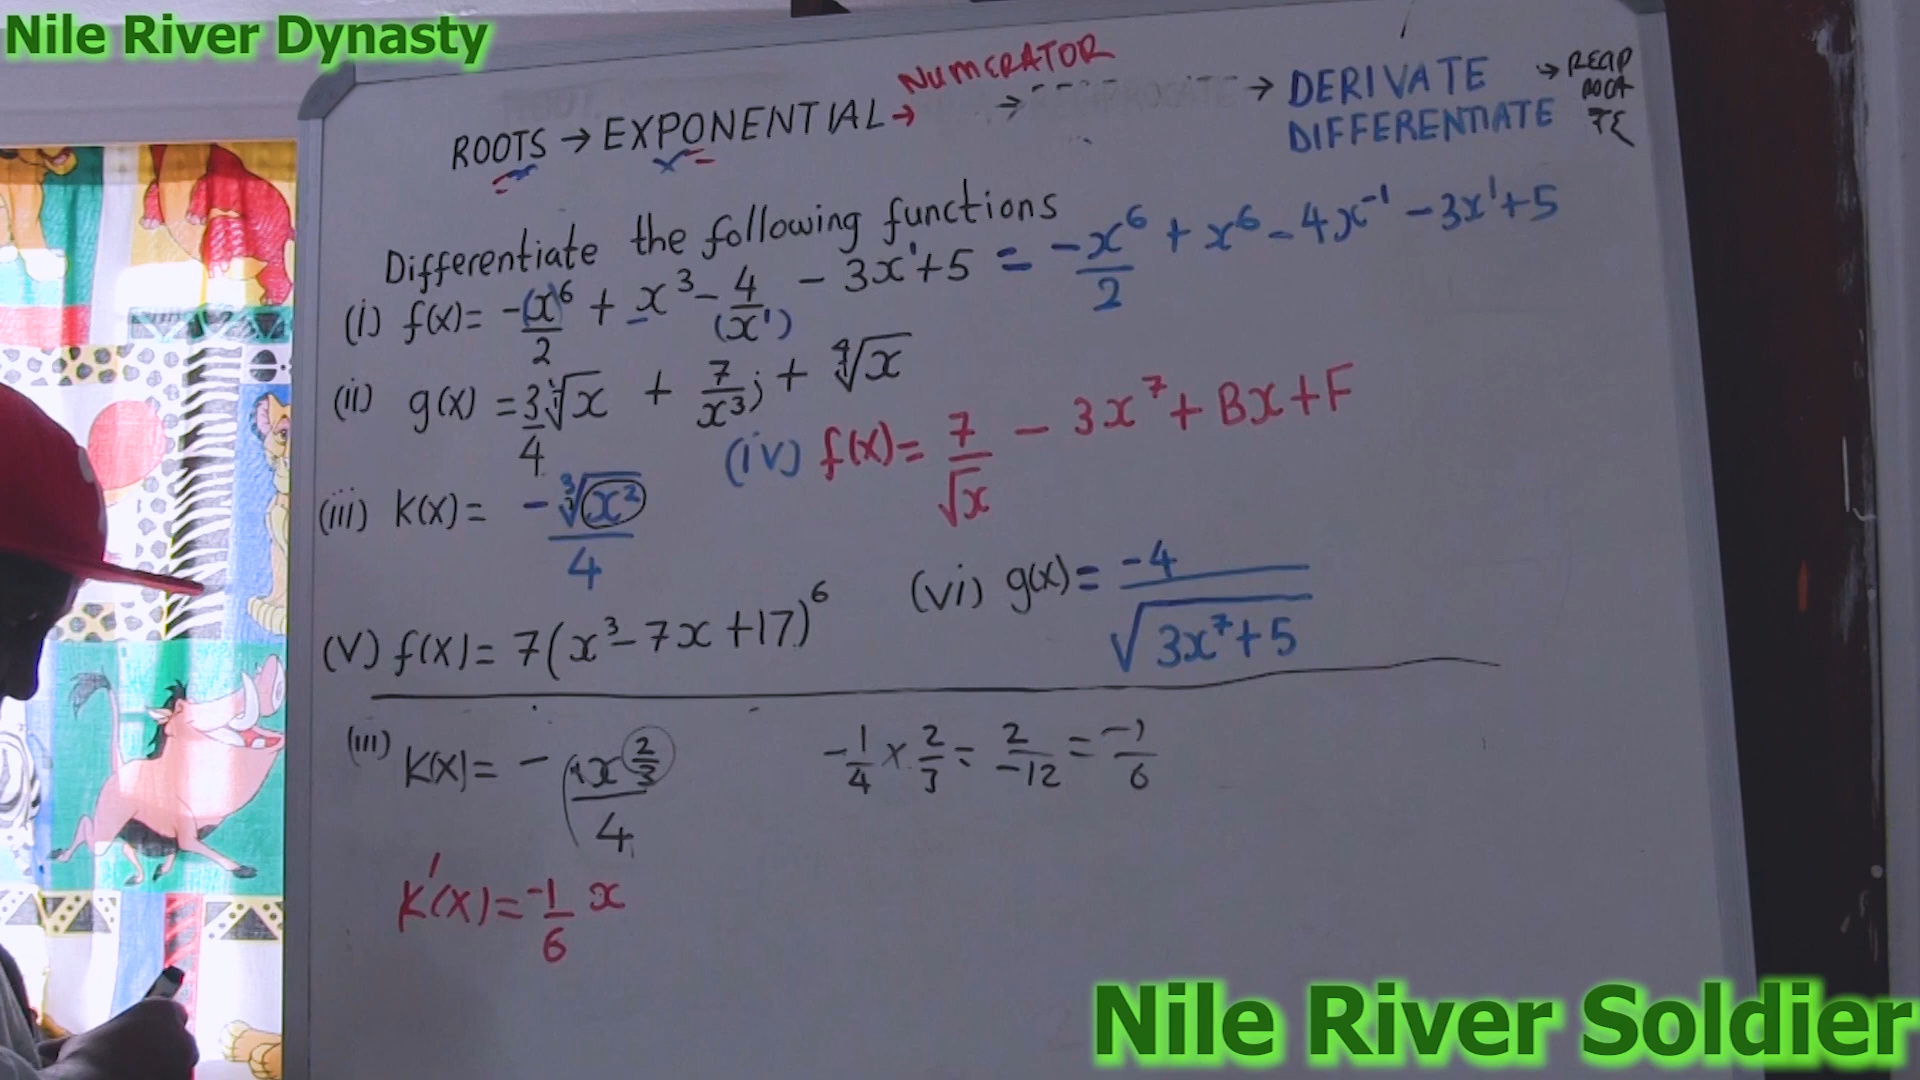 Nile River Dynasty
ROOTS → EXPONENTIAL → NUMERATOR → --- → DERIVATE DIFFERENTIATE →
Differentiate the following functions
(i) f(x)= -(x)⁶/2 + x³ - 4/(x¹) - 3x¹+5 = -x⁶/2 + x⁶ - 4x⁻¹ - 3x¹+5
(ii) g(x) = 3√x/4 + 7/x³; + ∜x
(iii) k(x)= -∛x²/4
(iv) f(x)= 7/√x - 3x⁷ + Bx + F
(v) f(x)= 7(x³-7x+17)⁶
(vi) g(x)= -4/√(3x⁷+5)
(iii) k(x)= - 1x^(2/3)/4
-1/4 × 2/3 = 2/-12 = -1/6
k'(x)= -1/6 x
Nile River Soldier